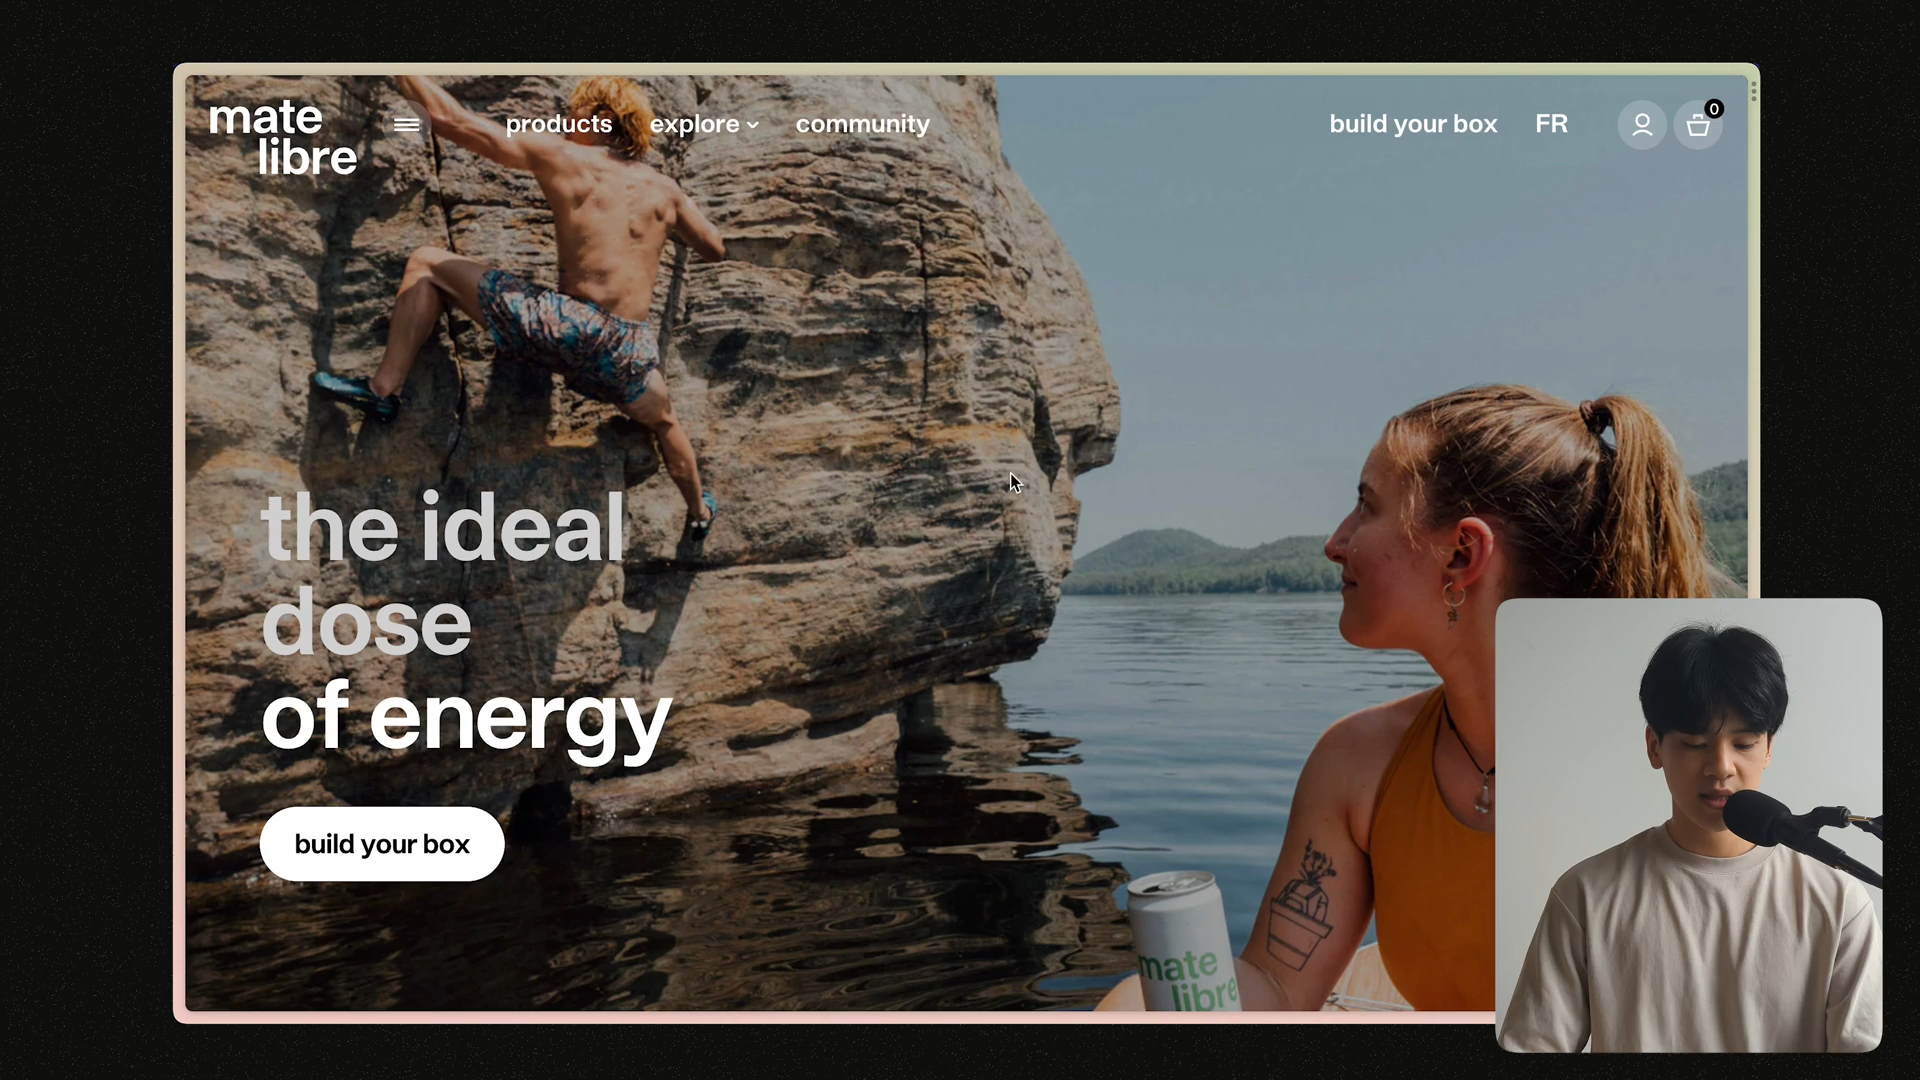 mate
libre
products
explore
community
build your box
FR
0
the ideal
dose
of energy
build your box
mate
libre